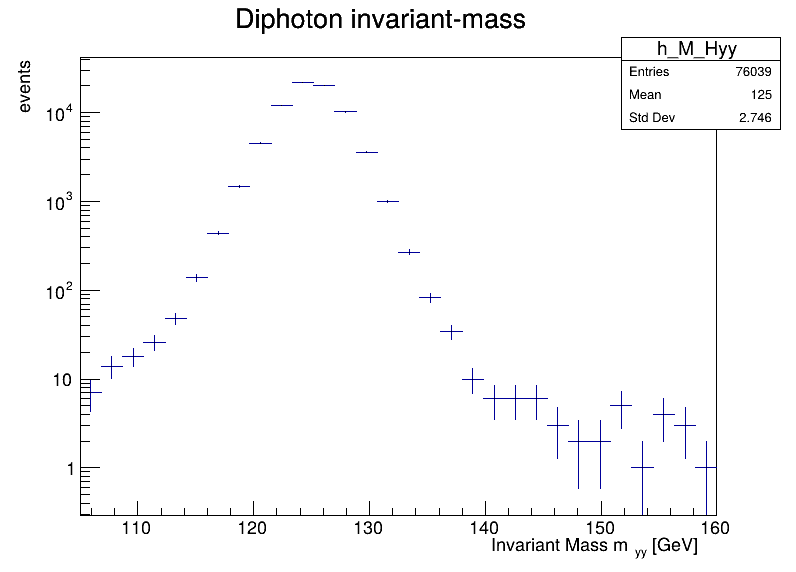 Diphoton invariant-mass
h_M_Hyy
Entries 76039
Mean 125
Std Dev 2.746
events
10^4
10^3
10^2
10
1
110 120 130 140 150 160
Invariant Mass m_yy [GeV]